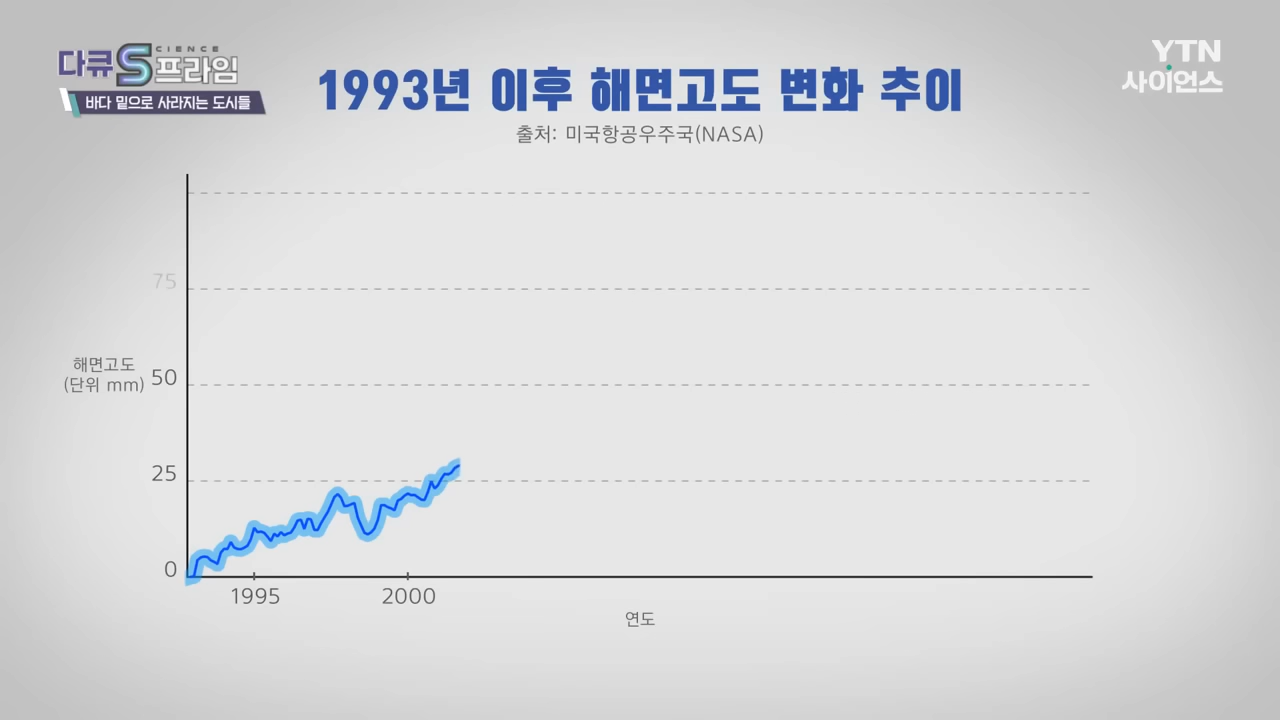 다큐S프라임
CIENCE
바다 밑으로 사라지는 도시들
YTN
사이언스
1993년 이후 해면고도 변화 추이
출처: 미국항공우주국(NASA)
75
해면고도
(단위 mm)
50
25
0
1995
2000
연도